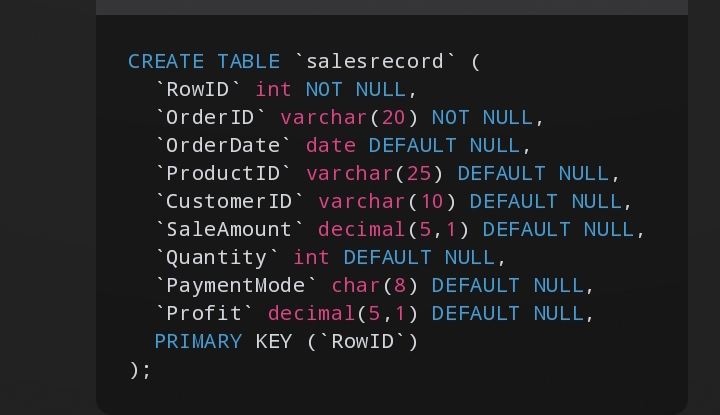 CREATE TABLE `salesrecord` (
  `RowID` int NOT NULL,
  `OrderID` varchar(20) NOT NULL,
  `OrderDate` date DEFAULT NULL,
  `ProductID` varchar(25) DEFAULT NULL,
  `CustomerID` varchar(10) DEFAULT NULL,
  `SaleAmount` decimal(5,1) DEFAULT NULL,
  `Quantity` int DEFAULT NULL,
  `PaymentMode` char(8) DEFAULT NULL,
  `Profit` decimal(5,1) DEFAULT NULL,
  PRIMARY KEY (`RowID`)
);